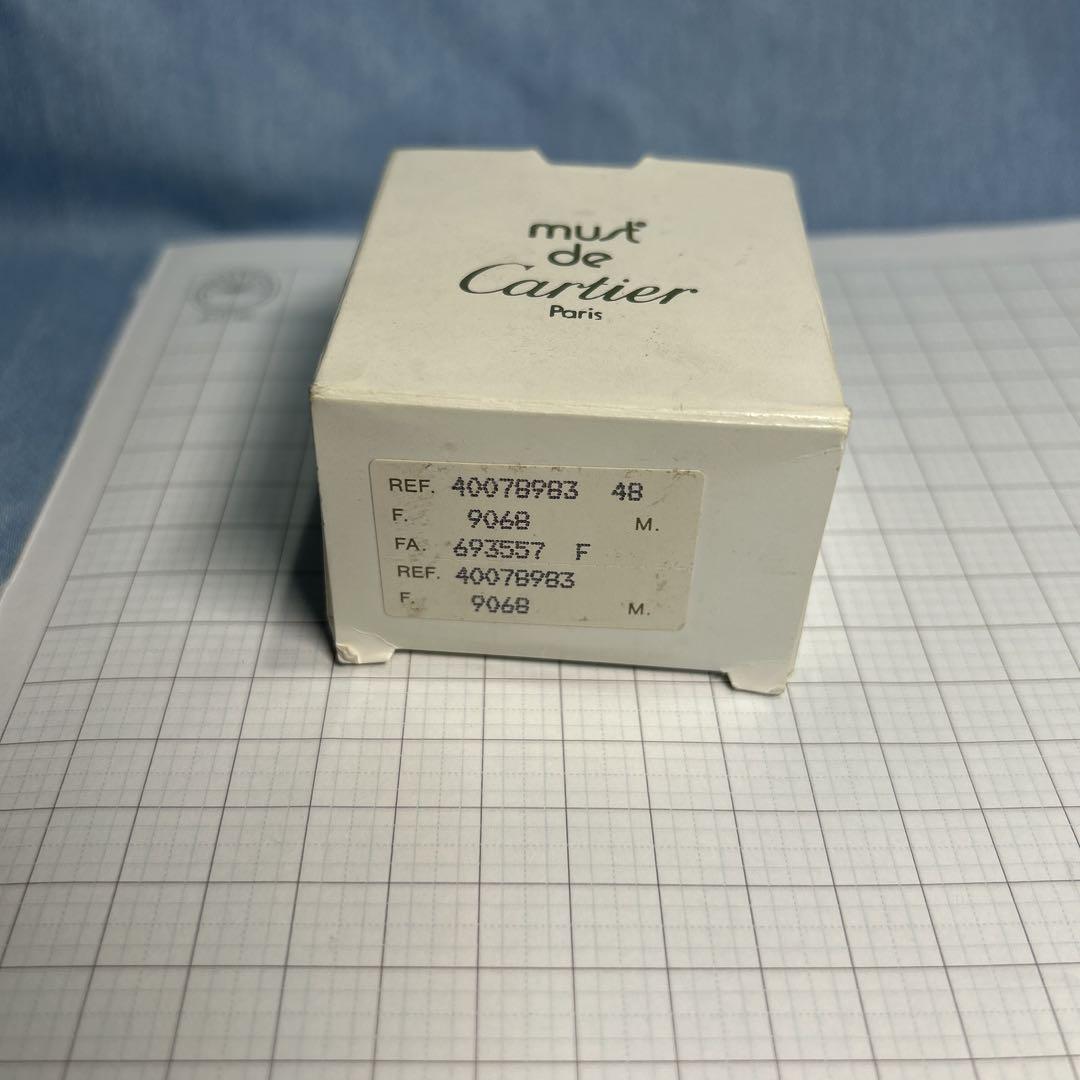 must
de
Cartier
Paris
REF. 40078983 48
F. 9068 M.
FA. 693557 F
REF. 40078983
F. 9068 M.